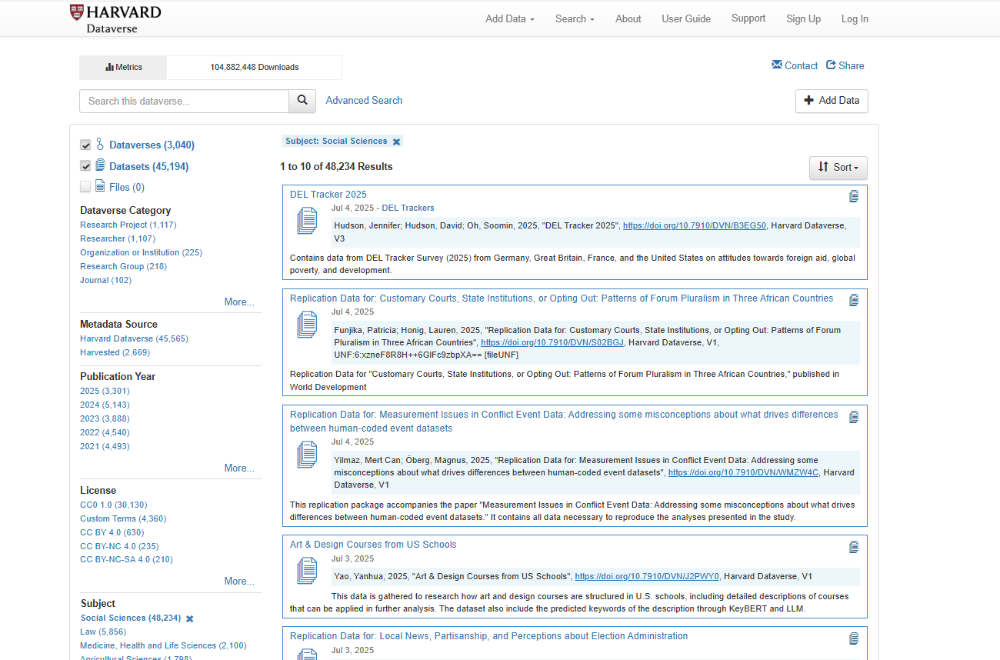 HARVARD
Dataverse
Add Data
Search
About
User Guide
Support
Sign Up
Log In
Metrics
104,882,448 Downloads
Contact
Share
Search this dataverse...
Advanced Search
Add Data
Dataverses (3,040)
Datasets (45,194)
Files (0)
Dataverse Category
Research Project (1,117)
Researcher (1,107)
Organization or Institution (225)
Research Group (218)
Journal (102)
More...
Metadata Source
Harvard Dataverse (45,565)
Harvested (2,669)
Publication Year
2025 (3,301)
2024 (5,143)
2023 (3,888)
2022 (4,540)
2021 (4,493)
More...
License
CC0 1.0 (30,130)
Custom Terms (4,360)
CC BY 4.0 (630)
CC BY-NC 4.0 (235)
CC BY-NC-SA 4.0 (210)
More...
Subject
Social Sciences (48,234)
Law (5,856)
Medicine, Health and Life Sciences (2,100)
Agricultural Sciences (1,798)
Subject: Social Sciences
1 to 10 of 48,234 Results
Sort
DEL Tracker 2025
Jul 4, 2025 - DEL Trackers
Hudson, Jennifer; Hudson, David; Oh, Soomin, 2025, "DEL Tracker 2025", https://doi.org/10.7910/DVN/B3EG50, Harvard Dataverse,
V3
Contains data from DEL Tracker Survey (2025) from Germany, Great Britain, France, and the United States on attitudes towards foreign aid, global
poverty, and development.
Replication Data for: Customary Courts, State Institutions, or Opting Out: Patterns of Forum Pluralism in Three African Countries
Jul 4, 2025
Funjika, Patricia; Honig, Lauren, 2025, "Replication Data for: Customary Courts, State Institutions, or Opting Out: Patterns of Forum
Pluralism in Three African Countries", https://doi.org/10.7910/DVN/S02BGJ, Harvard Dataverse, V1,
UNF:6:xzneF8R8H++6GlFc9zbpXA== [fileUNF]
Replication Data for "Customary Courts, State Institutions, or Opting Out: Patterns of Forum Pluralism in Three African Countries," published in
World Development
Replication Data for: Measurement Issues in Conflict Event Data: Addressing some misconceptions about what drives differences
between human-coded event datasets
Jul 4, 2025
Yilmaz, Mert Can; Öberg, Magnus, 2025, "Replication Data for: Measurement Issues in Conflict Event Data: Addressing some
misconceptions about what drives differences between human-coded event datasets", https://doi.org/10.7910/DVN/WMZW4C, Harvard
Dataverse, V1
This replication package accompanies the paper "Measurement Issues in Conflict Event Data: Addressing some misconceptions about what drives
differences between human-coded event datasets." It contains all data necessary to reproduce the analyses presented in the study.
Art & Design Courses from US Schools
Jul 3, 2025
Yao, Yanhua, 2025, "Art & Design Courses from US Schools", https://doi.org/10.7910/DVN/J2PWY0, Harvard Dataverse, V1
This data is gathered to research how art and design courses are structured in U.S. schools, including detailed descriptions of courses
that can be applied in further analysis. The dataset also include the predicted keywords of the description through KeyBERT and LLM.
Replication Data for: Local News, Partisanship, and Perceptions about Election Administration
Jul 3, 2025